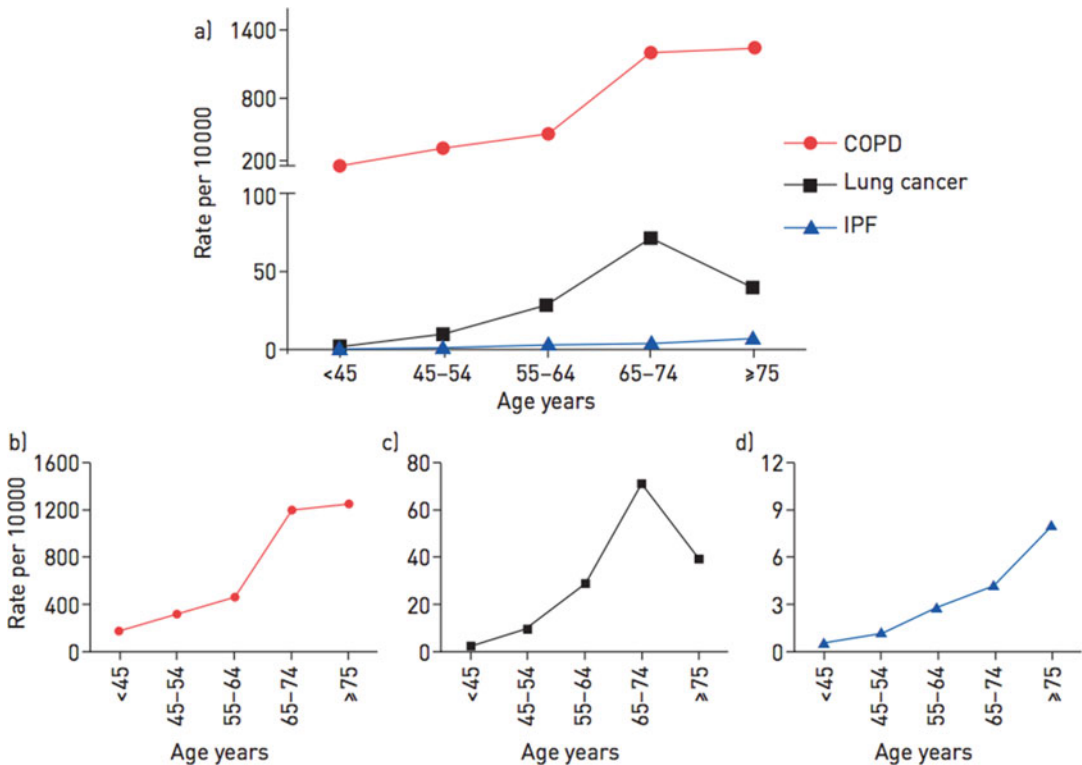 a)
1400
800
200
100
50
0
Rate per 10000
<45 45–54 55–64 65–74 ≥75
Age years
COPD
Lung cancer
IPF
b)
1600
1200
800
400
0
Rate per 10000
<45 45–54 55–64 65–74 ≥75
Age years
c)
80
60
40
20
0
<45 45–54 55–64 65–74 ≥75
Age years
d)
12
9
6
3
0
<45 45–54 55–64 65–74 ≥75
Age years